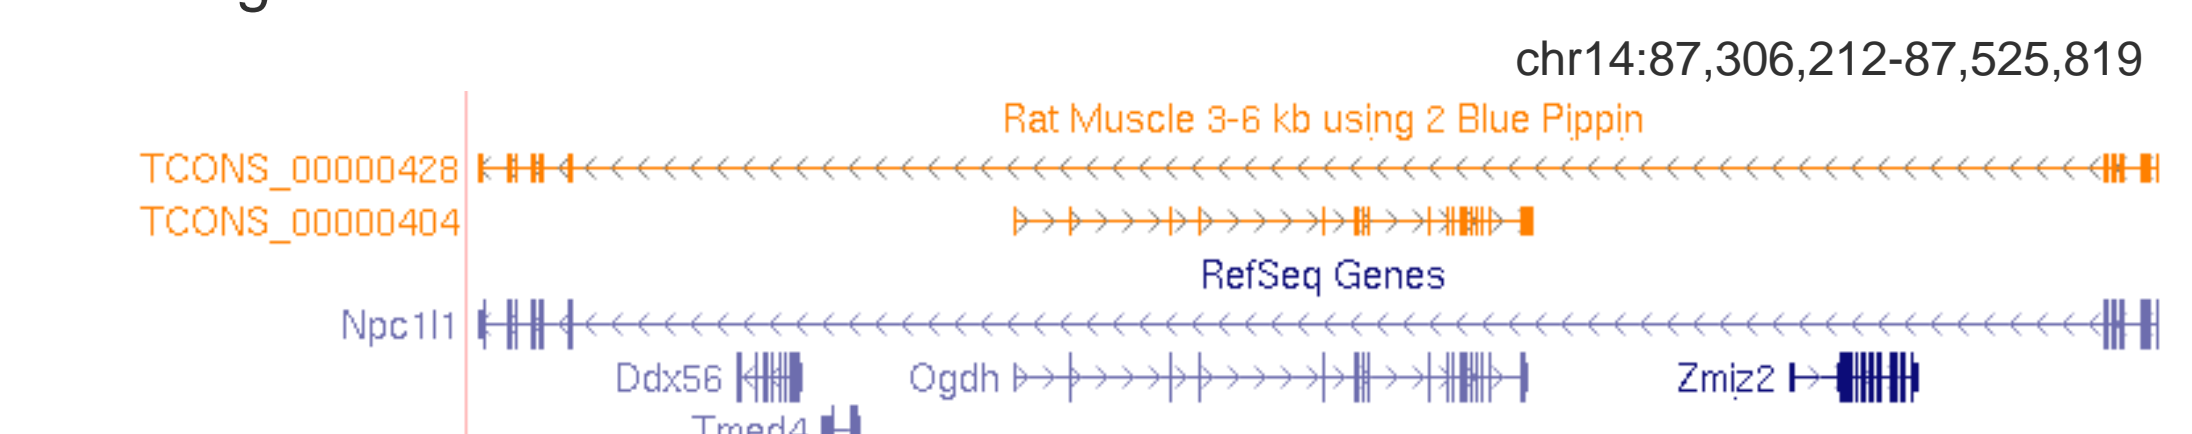 chr14:87,306,212-87,525,819
Rat Muscle 3-6 kb using 2 Blue Pippin
TCONS_00000428
TCONS_00000404
RefSeq Genes
Npc1l1
Ddx56
Ogdh
Zmiz2
Tmed4